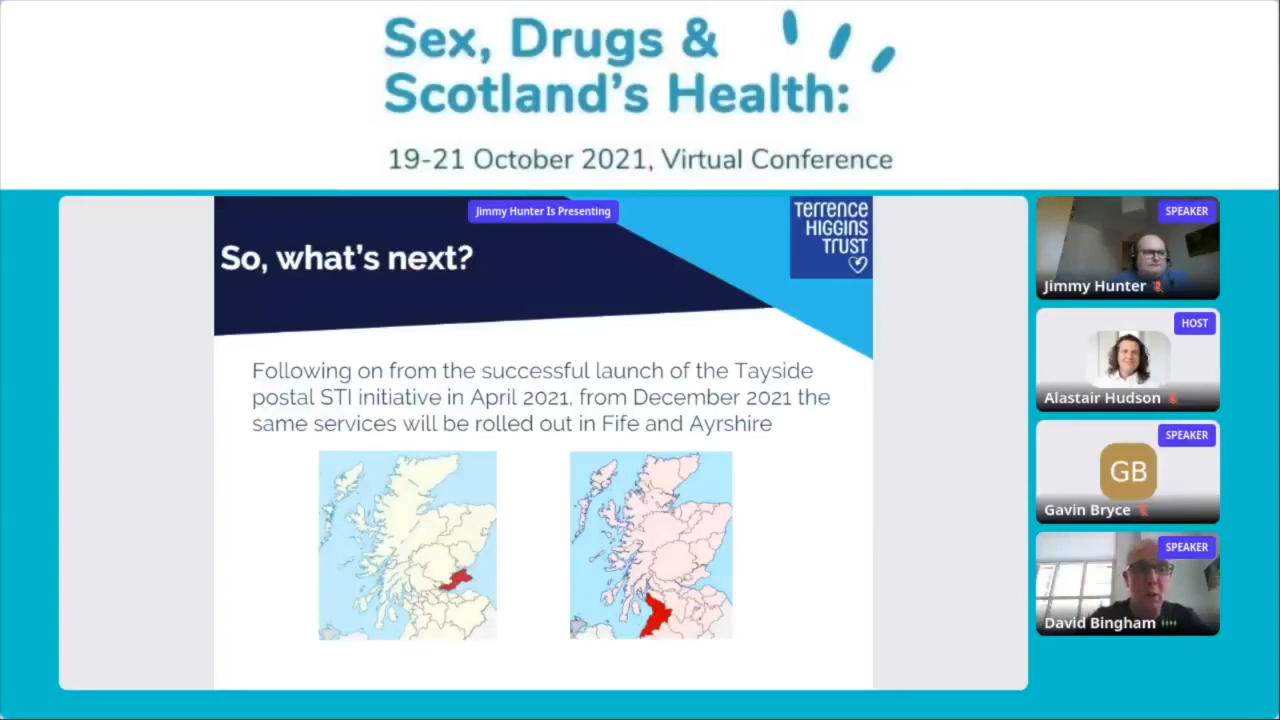 Sex, Drugs &
Scotland's Health:
19-21 October 2021, Virtual Conference
Jimmy Hunter Is Presenting
So, what's next?
TERRENCE
HIGGINS
TRUST
Following on from the successful launch of the Tayside
postal STI initiative in April 2021, from December 2021 the
same services will be rolled out in Fife and Ayrshire
SPEAKER
Jimmy Hunter
HOST
Alastair Hudson
SPEAKER
GB
Gavin Bryce
SPEAKER
David Bingham